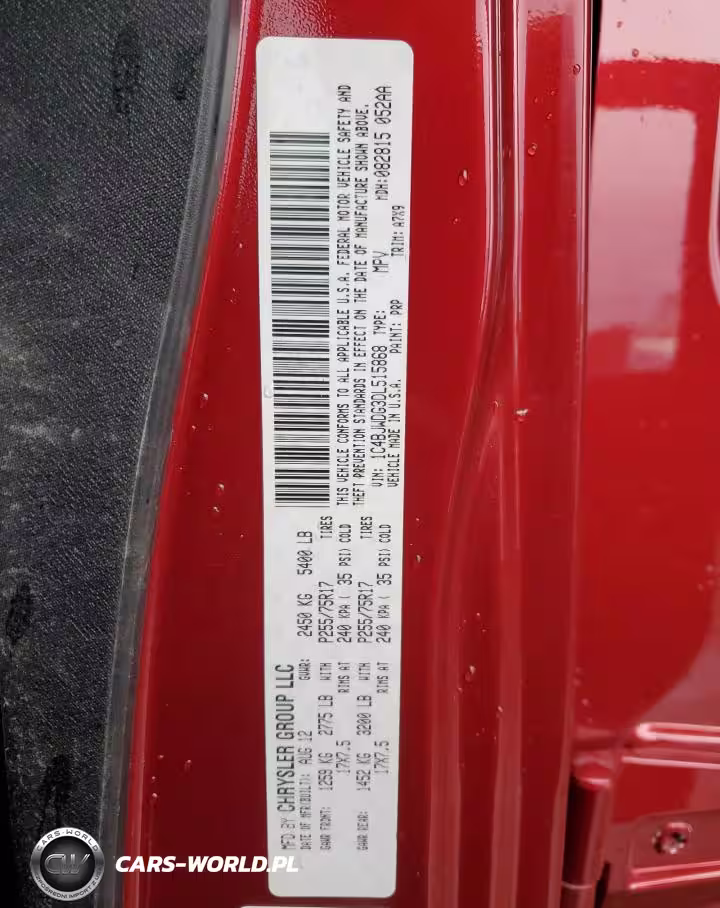 MFD BY CHRYSLER GROUP LLC
DATE OF MFR(BUILT): AUG 12 GVWR: 2450 KG 5400 LB
GAWR FRONT: 1259 KG 2775 LB WITH P255/75R17 TIRES
17X7.5 RIMS AT 240 KPA ( 35 PSI) COLD
GAWR REAR: 1452 KG 3200 LB WITH P255/75R17 TIRES
17X7.5 RIMS AT 240 KPA ( 35 PSI) COLD
THIS VEHICLE CONFORMS TO ALL APPLICABLE U.S.A. FEDERAL MOTOR VEHICLE SAFETY AND
THEFT PREVENTION STANDARDS IN EFFECT ON THE DATE OF MANUFACTURE SHOWN ABOVE.
VIN: 1C4BJWDG3DL515868 TYPE: MPV MDH:082815 052AA
VEHICLE MADE IN U.S.A. PAINT: PRP TRIM: A7X9
CARS-WORLD
CW
CARS-WORLD.PL